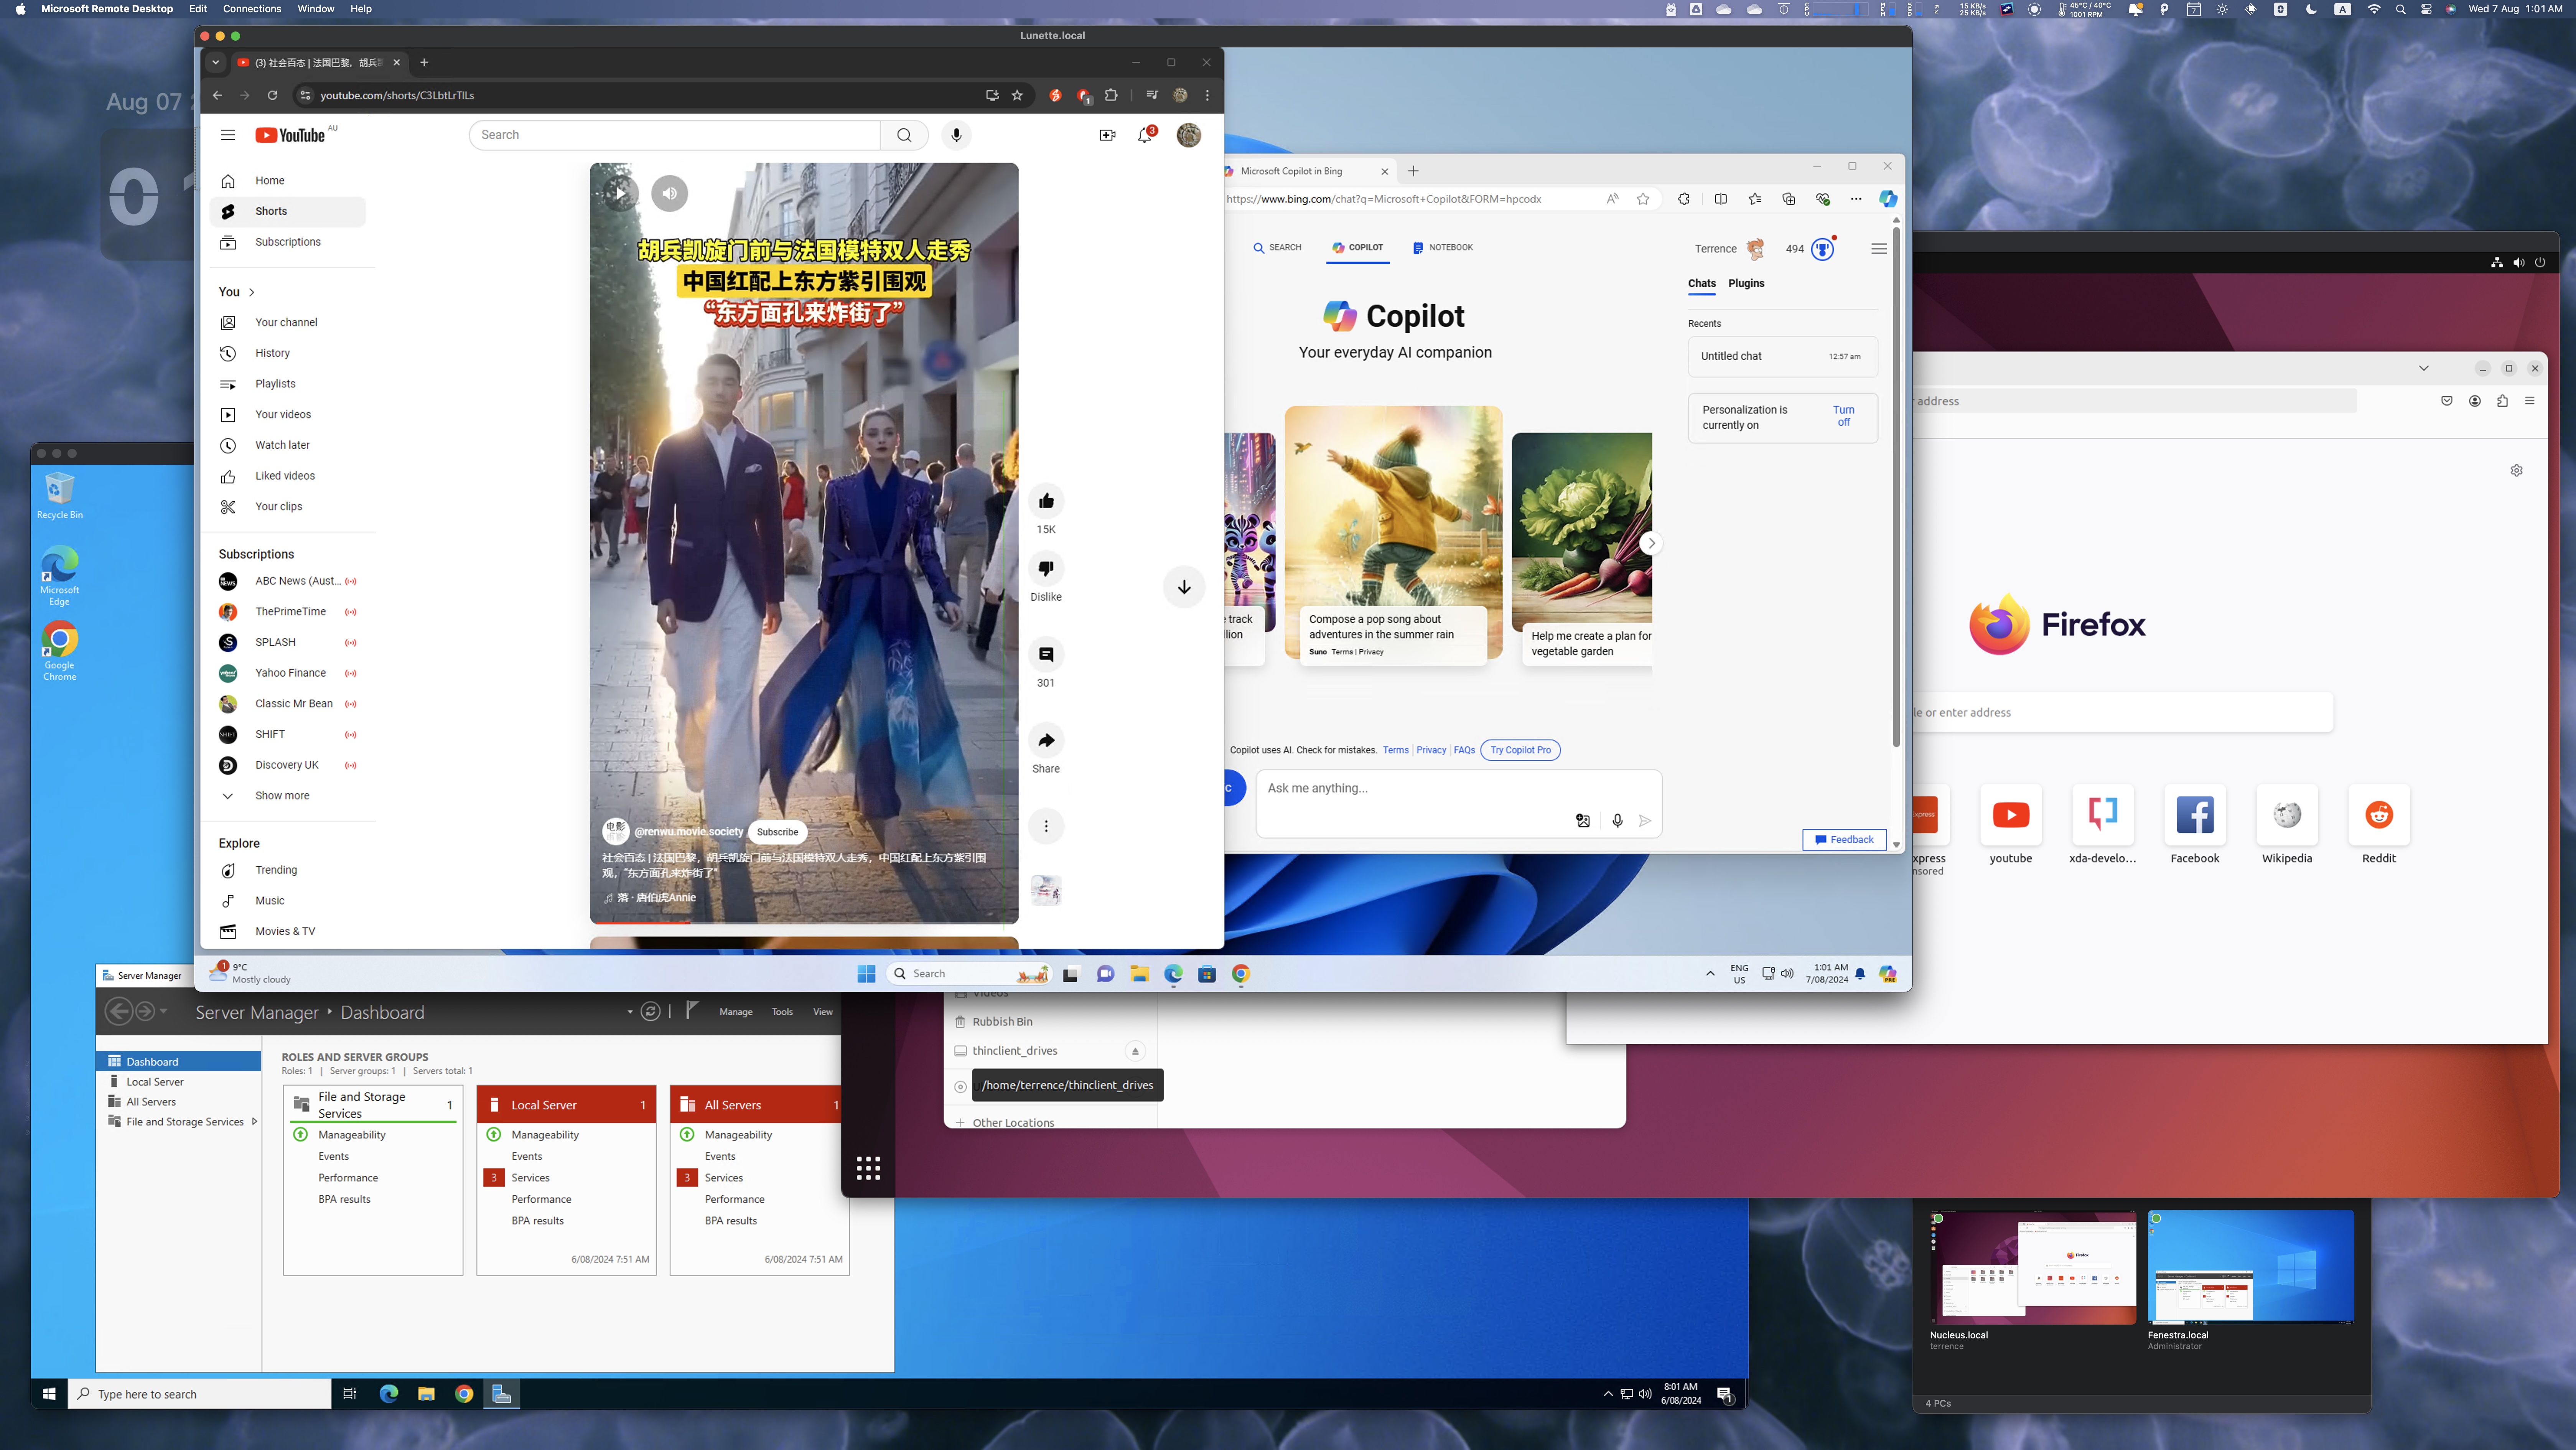 Microsoft Remote Desktop Edit Connections Window Help
15 KB/s
25 KB/s
45°C / 40°C
1001 RPM
Wed 7 Aug 1:01 AM
Aug 07
Lunette.local
(3) 社会百态 | 法国巴黎，胡兵
youtube.com/shorts/C3LbtLrTlLs
YouTube AU
Search
3
Home
Shorts
Subscriptions
You
Your channel
History
Playlists
Your videos
Watch later
Liked videos
Your clips
Subscriptions
ABC News (Aust...
ThePrimeTime
SPLASH
Yahoo Finance
Classic Mr Bean
SHIFT
Discovery UK
Show more
Explore
Trending
Music
Movies & TV
胡兵凯旋门前与法国模特双人走秀
中国红配上东方紫引围观
“东方面孔来炸街了”
@renwu.movie.society Subscribe
社会百态 | 法国巴黎，胡兵凯旋门前与法国模特双人走秀，中国红配上东方紫引围
观，“东方面孔来炸街了”
落 · 唐伯虎Annie
15K
Dislike
301
Share
Microsoft Copilot in Bing
https://www.bing.com/chat?q=Microsoft+Copilot&FORM=hpcodx
SEARCH COPILOT NOTEBOOK
Terrence 494
Chats Plugins
Recents
Untitled chat 12:57 am
Personalization is
currently on
Turn
off
Copilot
Your everyday AI companion
track
Compose a pop song about
adventures in the summer rain
Suno Terms | Privacy
Help me create a plan for
vegetable garden
Copilot uses AI. Check for mistakes. Terms | Privacy | FAQs Try Copilot Pro
Ask me anything...
Feedback
9°C
Mostly cloudy
Search
ENG
US
1:01 AM
7/08/2024
address
Firefox
or enter address
youtube
xda-develo...
Facebook
Wikipedia
Reddit
Recycle Bin
Microsoft
Edge
Google
Chrome
Server Manager
Server Manager ‣ Dashboard
Manage Tools View
Dashboard
Local Server
All Servers
File and Storage Services
ROLES AND SERVER GROUPS
Roles: 1 | Server groups: 1 | Servers total: 1
File and Storage
Services
1
Manageability
Events
Performance
BPA results
Local Server 1
Manageability
Events
3 Services
Performance
BPA results
6/08/2024 7:51 AM
All Servers 1
Manageability
Events
3 Services
Performance
BPA results
6/08/2024 7:51 AM
Videos
Rubbish Bin
thinclient_drives
/home/terrence/thinclient_drives
Other Locations
Type here to search
8:01 AM
6/08/2024
Nucleus.local
terrence
Fenestra.local
Administrator
4 PCs